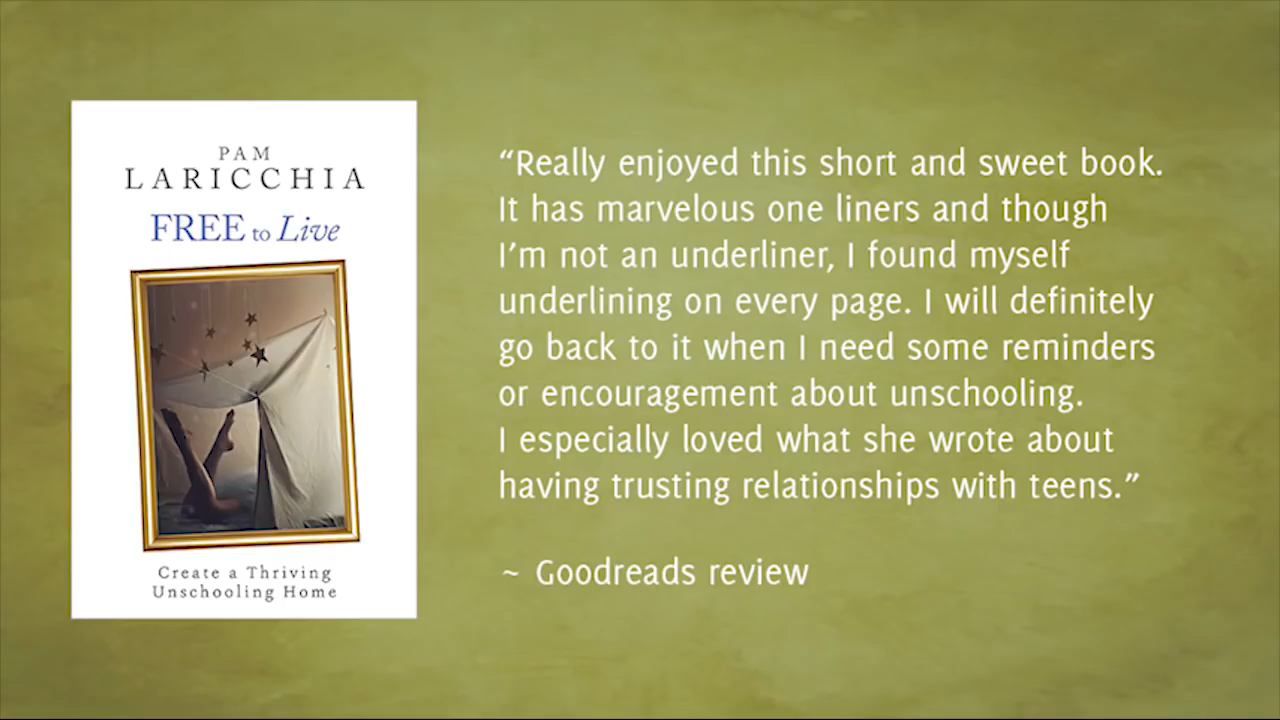 PAM
LARICCHIA
FREE to Live
Create a Thriving
Unschooling Home
“Really enjoyed this short and sweet book.
It has marvelous one liners and though
I’m not an underliner, I found myself
underlining on every page. I will definitely
go back to it when I need some reminders
or encouragement about unschooling.
I especially loved what she wrote about
having trusting relationships with teens.”
~ Goodreads review